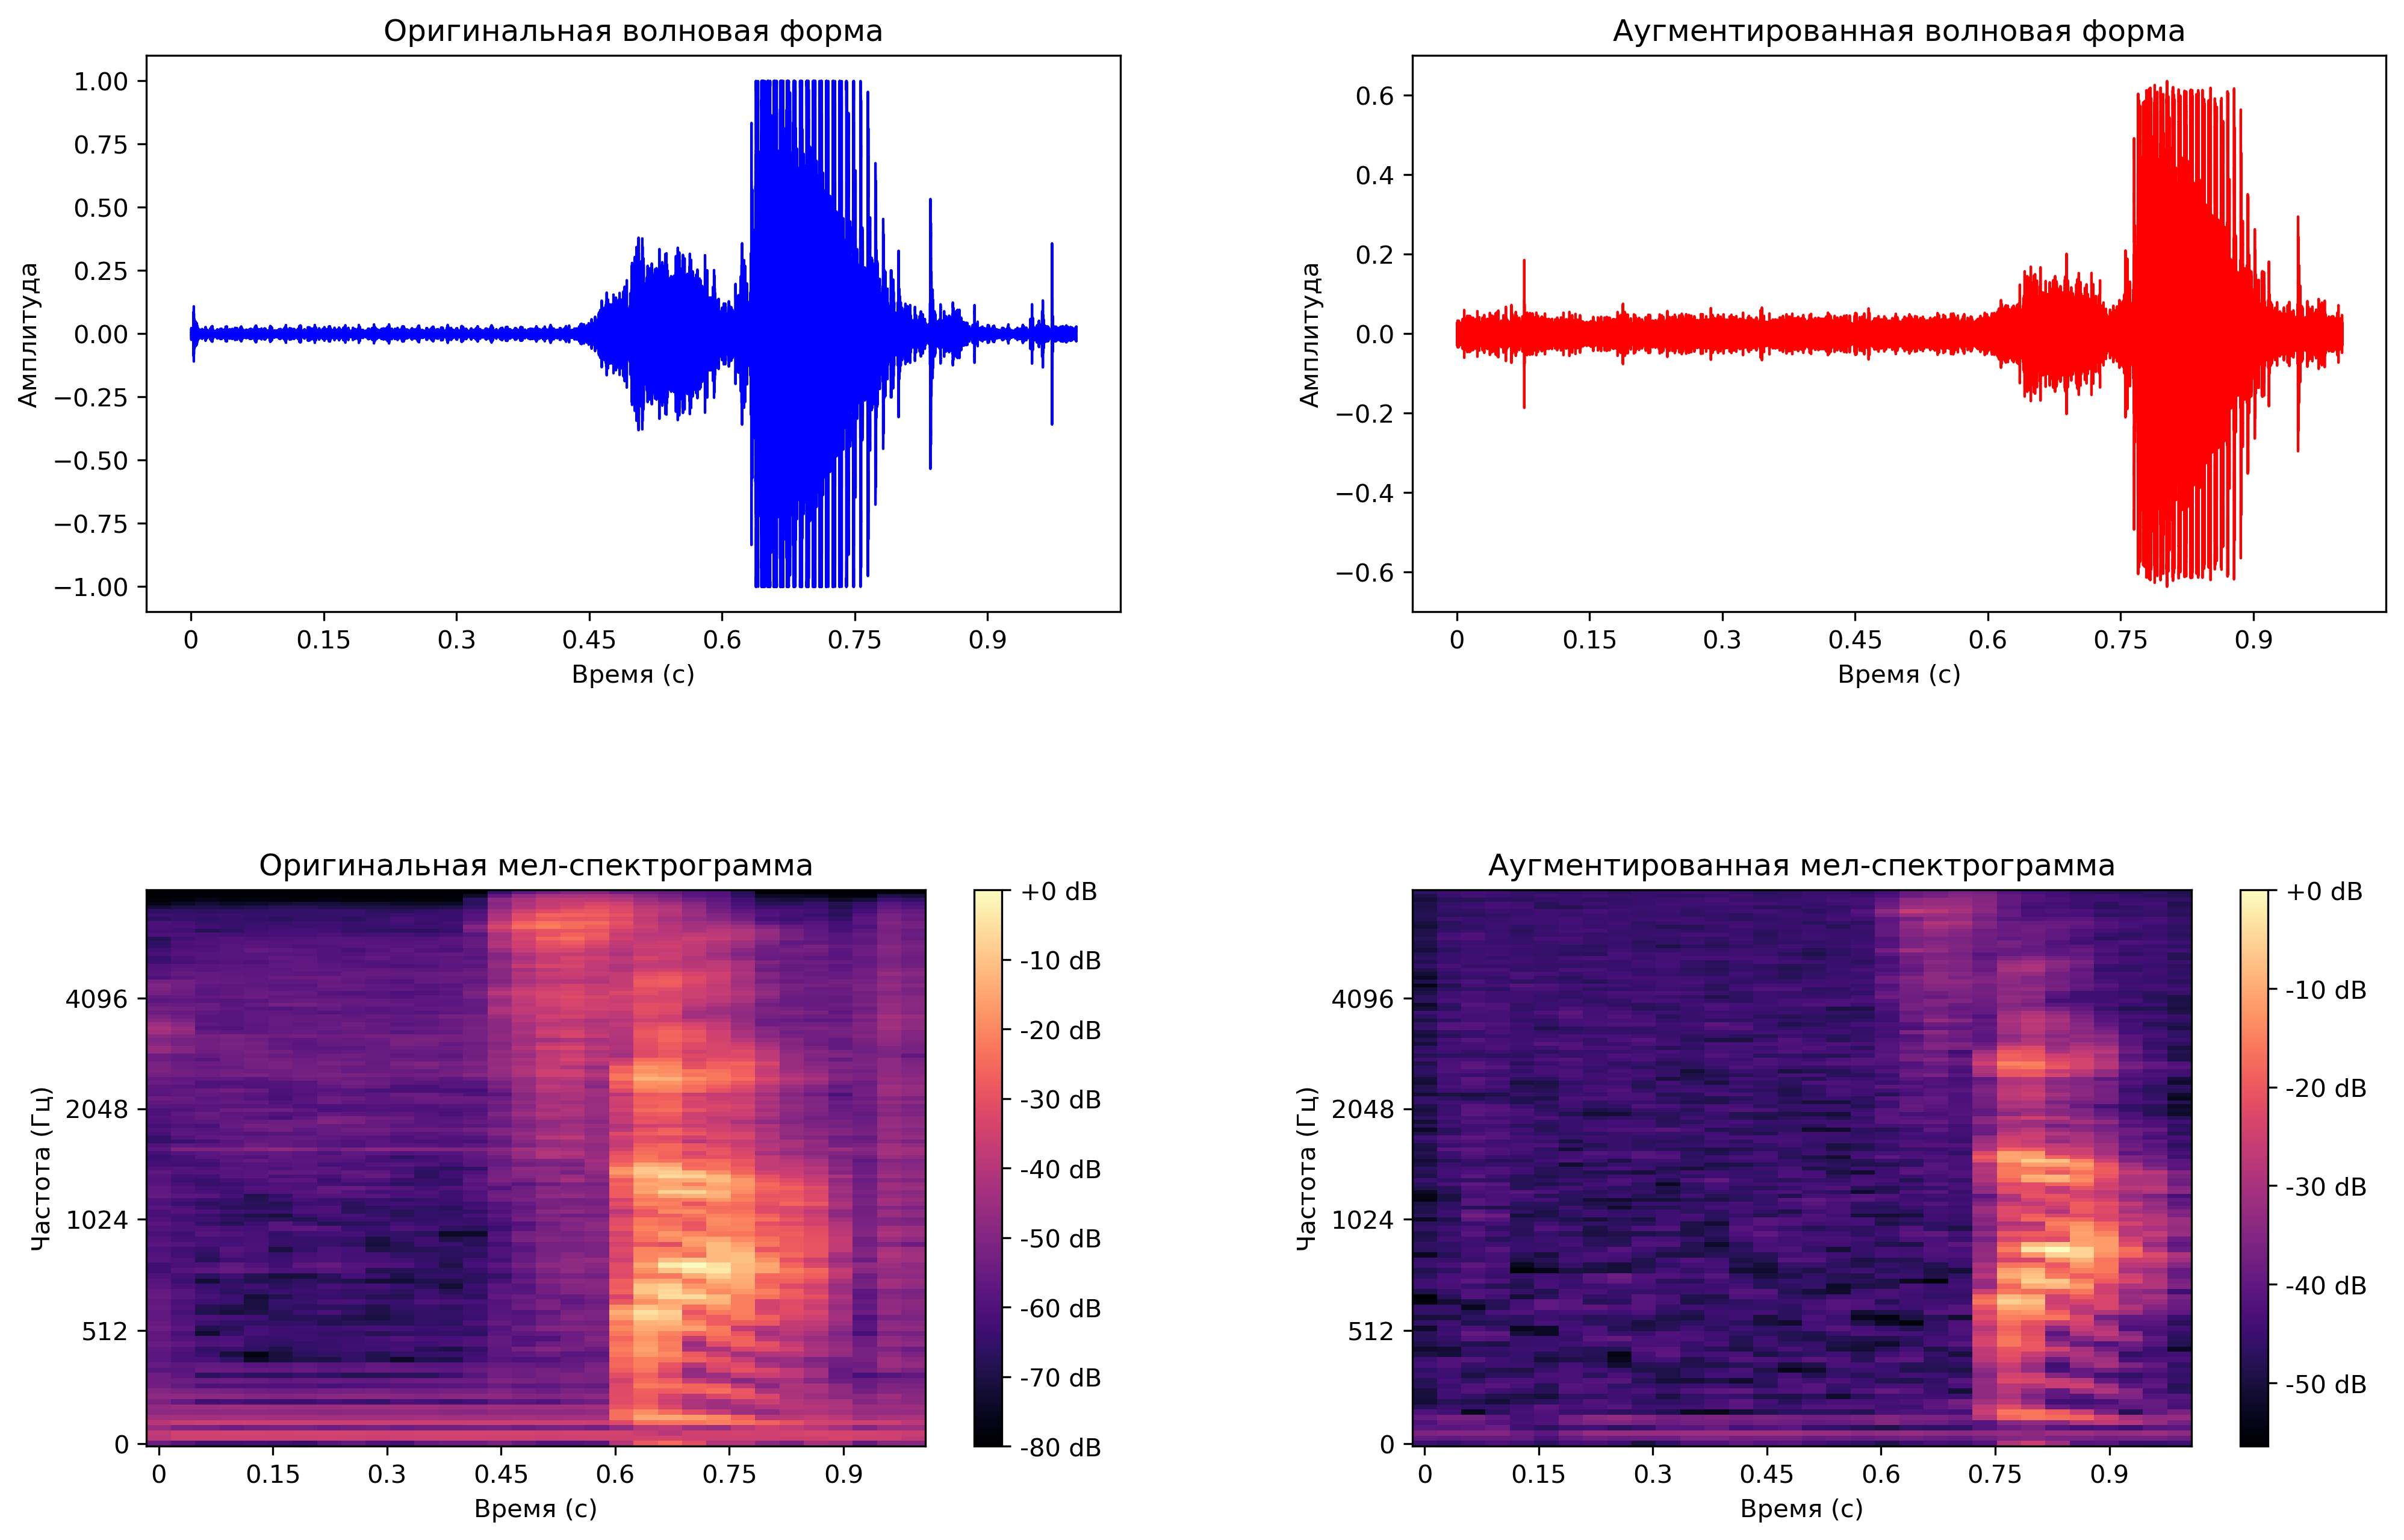 Оригинальная волновая форма
1.00
0.75
0.50
0.25
0.00
−0.25
−0.50
−0.75
−1.00
Амплитуда
0 0.15 0.3 0.45 0.6 0.75 0.9
Время (с)
Аугментированная волновая форма
0.6
0.4
0.2
0.0
−0.2
−0.4
−0.6
Амплитуда
0 0.15 0.3 0.45 0.6 0.75 0.9
Время (с)
Оригинальная мел-спектрограмма
4096
2048
1024
512
0
Частота (Гц)
0 0.15 0.3 0.45 0.6 0.75 0.9
Время (с)
+0 dB
-10 dB
-20 dB
-30 dB
-40 dB
-50 dB
-60 dB
-70 dB
-80 dB
Аугментированная мел-спектрограмма
4096
2048
1024
512
0
Частота (Гц)
0 0.15 0.3 0.45 0.6 0.75 0.9
Время (с)
+0 dB
-10 dB
-20 dB
-30 dB
-40 dB
-50 dB